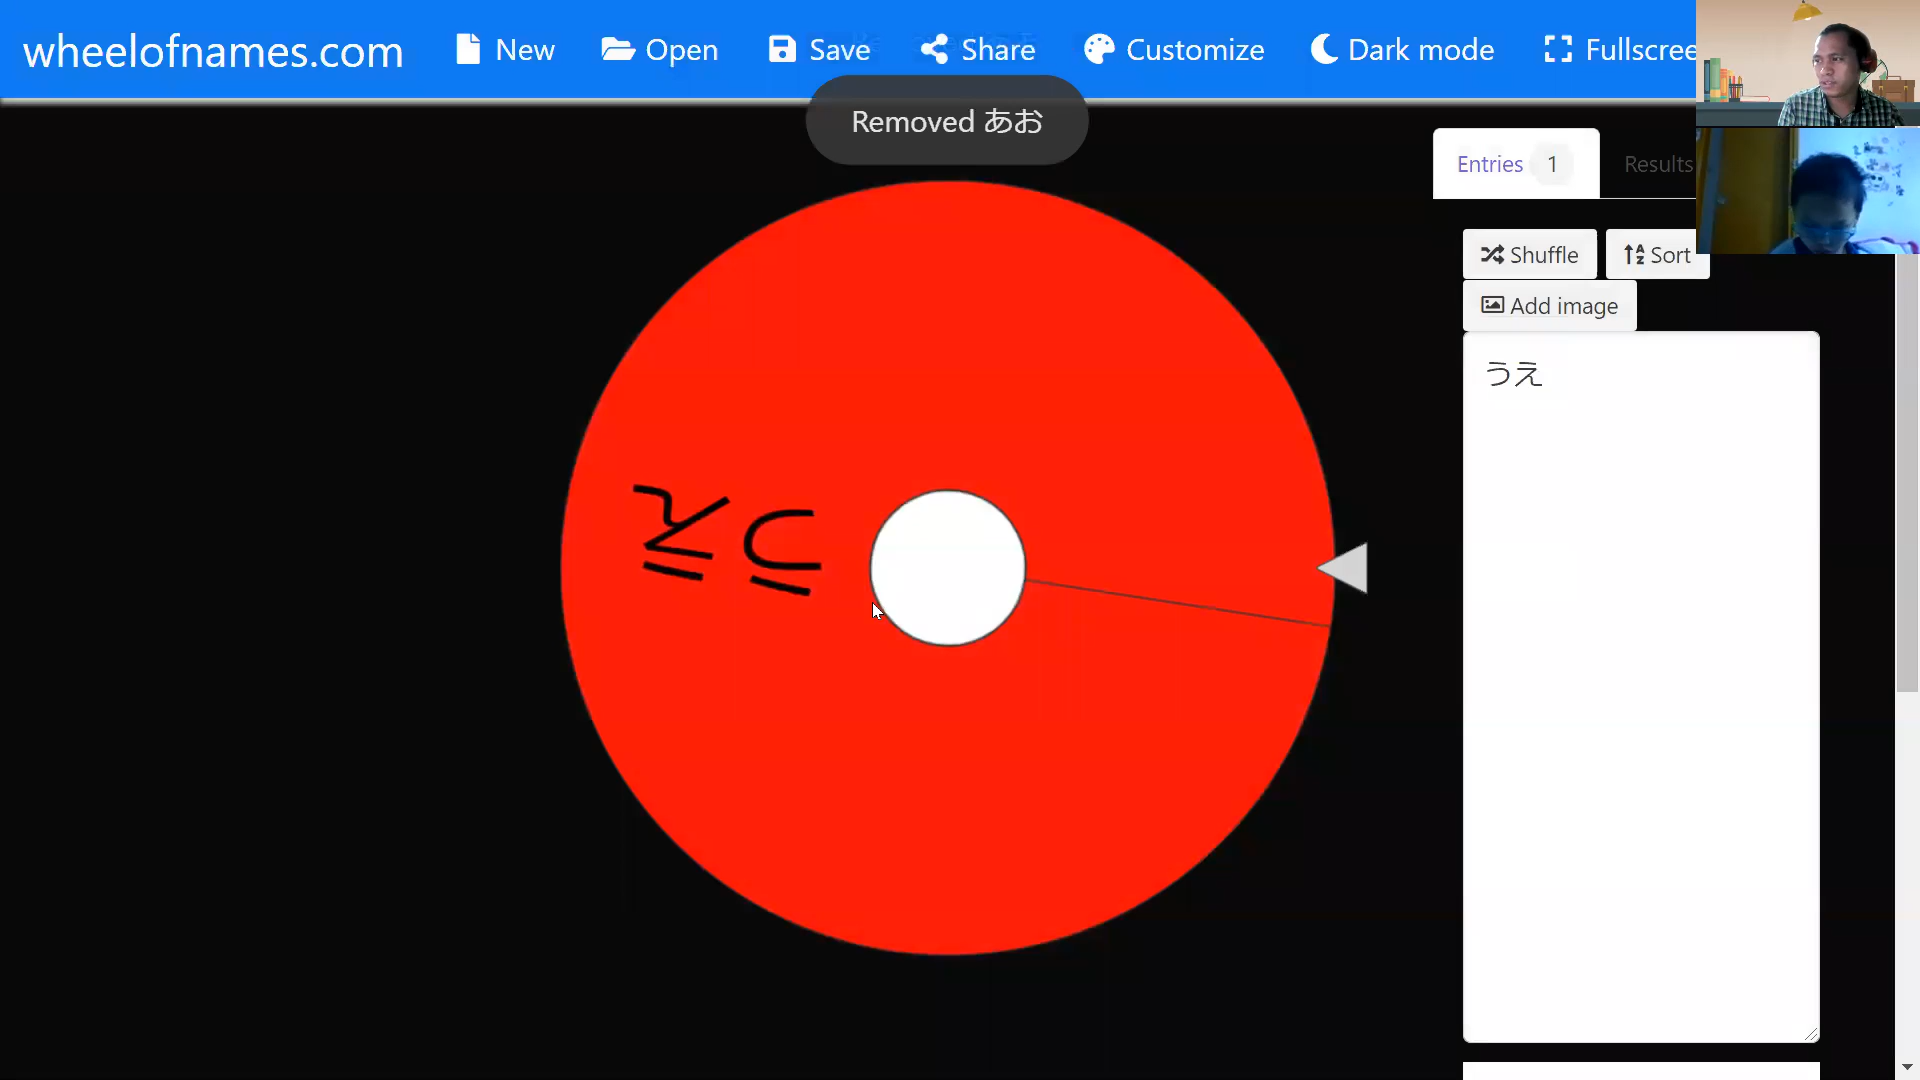 wheelofnames.com New Open Save Share Customize Dark mode Fullscree
Removed あお
Entries 1 Results
Shuffle Sort
Add image
うえ
うえ